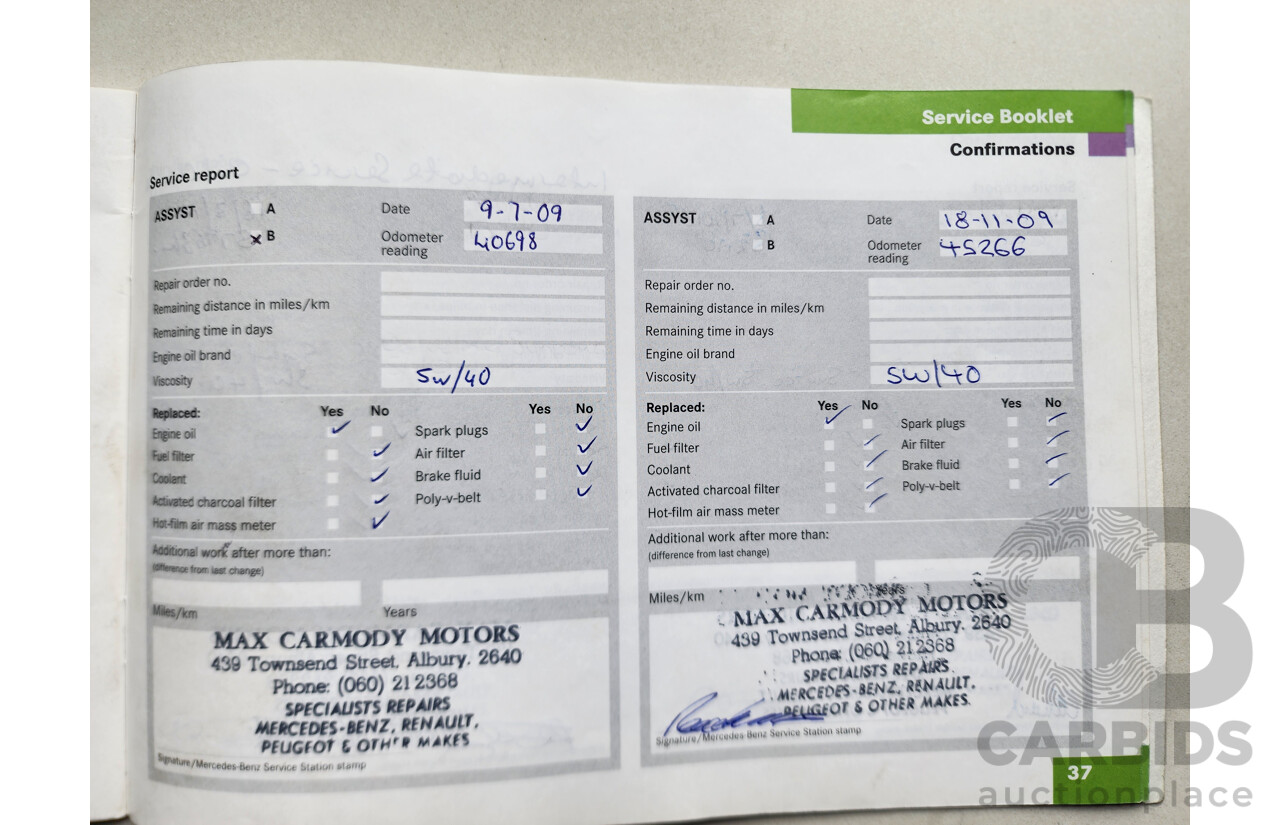 Service Booklet
Confirmations
Service report
ASSYST
A
B
Date 9-7-09
Odometer reading 40698
Repair order no.
Remaining distance in miles/km
Remaining time in days
Engine oil brand
Viscosity 5w/40
Replaced: Yes No Yes No
Engine oil Spark plugs
Fuel filter Air filter
Coolant Brake fluid
Activated charcoal filter Poly-v-belt
Hot-film air mass meter
Additional work after more than:
(difference from last change)
Miles/km Years
MAX CARMODY MOTORS
439 Townsend Street, Albury. 2640
Phone: (060) 21 2368
SPECIALISTS REPAIRS
MERCEDES-BENZ, RENAULT,
PEUGEOT & OTHER MAKES
Signature/Mercedes-Benz Service Station stamp
ASSYST
A
B
Date 18-11-09
Odometer reading 45266
Repair order no.
Remaining distance in miles/km
Remaining time in days
Engine oil brand
Viscosity 5W/40
Replaced: Yes No Yes No
Engine oil Spark plugs
Fuel filter Air filter
Coolant Brake fluid
Activated charcoal filter Poly-v-belt
Hot-film air mass meter
Additional work after more than:
(difference from last change)
Miles/km Years
MAX CARMODY MOTORS
439 Townsend Street, Albury. 2640
Phone: (060) 21 2368
SPECIALISTS REPAIRS
MERCEDES-BENZ, RENAULT,
PEUGEOT & OTHER MAKES.
Signature/Mercedes-Benz Service Station stamp
37
CB
CARBIDS
auctionplace